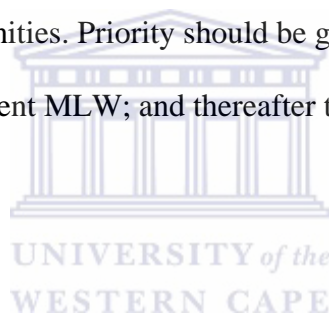 nities. Priority should be g
ent MLW; and thereafter t
UNIVERSITY of the
WESTERN CAPE